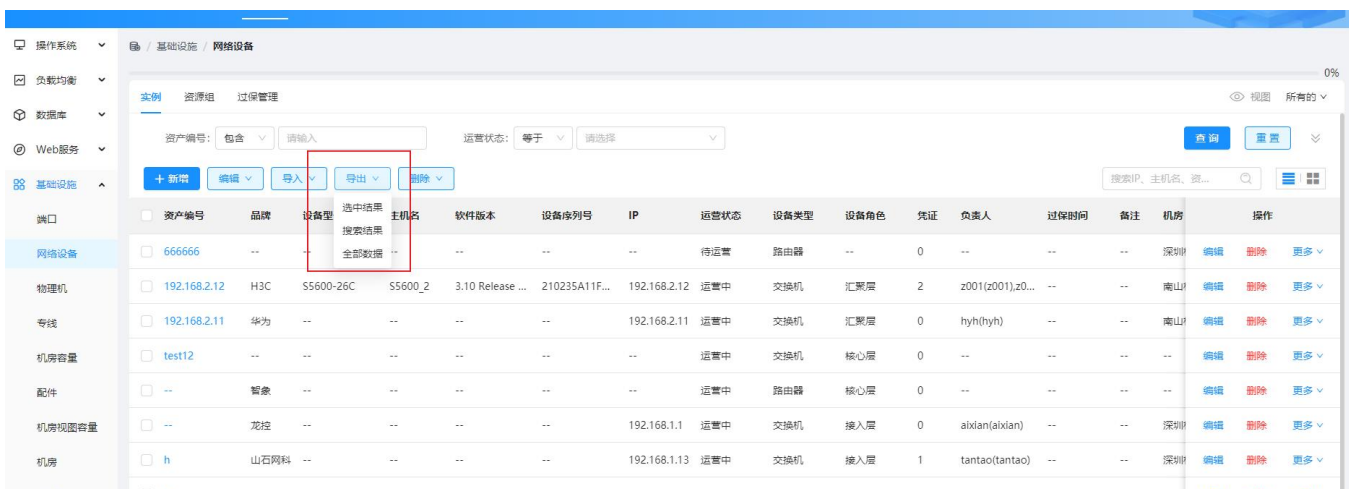 操作系统
基础设施 / 网络设备
负载均衡
0%
实例 资源组 过保管理 视图 所有的
数据库
资产编号: 包含 请输入 运营状态: 等于 请选择 查询 重置
Web服务
+ 新增 编辑 导入 导出 删除 搜索IP、主机名、资...
基础设施
选中结果
搜索结果
全部数据
端口
资产编号 品牌 设备型 主机名 软件版本 设备序列号 IP 运营状态 设备类型 设备角色 凭证 负责人 过保时间 备注 机房 操作
网络设备
666666 -- -- -- -- -- -- 待运营 路由器 -- 0 -- -- -- 深圳 编辑 删除 更多
物理机
192.168.2.12 H3C S5600-26C S5600_2 3.10 Release ... 210235A11F... 192.168.2.12 运营中 交换机 汇聚层 2 z001(z001),z0... -- -- 南山 编辑 删除 更多
专线
192.168.2.11 华为 -- -- -- -- 192.168.2.11 运营中 交换机 汇聚层 0 hyh(hyh) -- -- 南山 编辑 删除 更多
机房容量
test12 -- -- -- -- -- -- 运营中 交换机 核心层 0 -- -- -- -- 编辑 删除 更多
配件
-- 智象 -- -- -- -- -- 运营中 路由器 核心层 0 -- -- -- -- 编辑 删除 更多
机房视图容量
-- 龙控 -- -- -- -- 192.168.1.1 运营中 交换机 接入层 0 aixian(aixian) -- -- 深圳 编辑 删除 更多
机房
h 山石网科 -- -- -- -- 192.168.1.13 运营中 交换机 接入层 1 tantao(tantao) -- -- 深圳 编辑 删除 更多